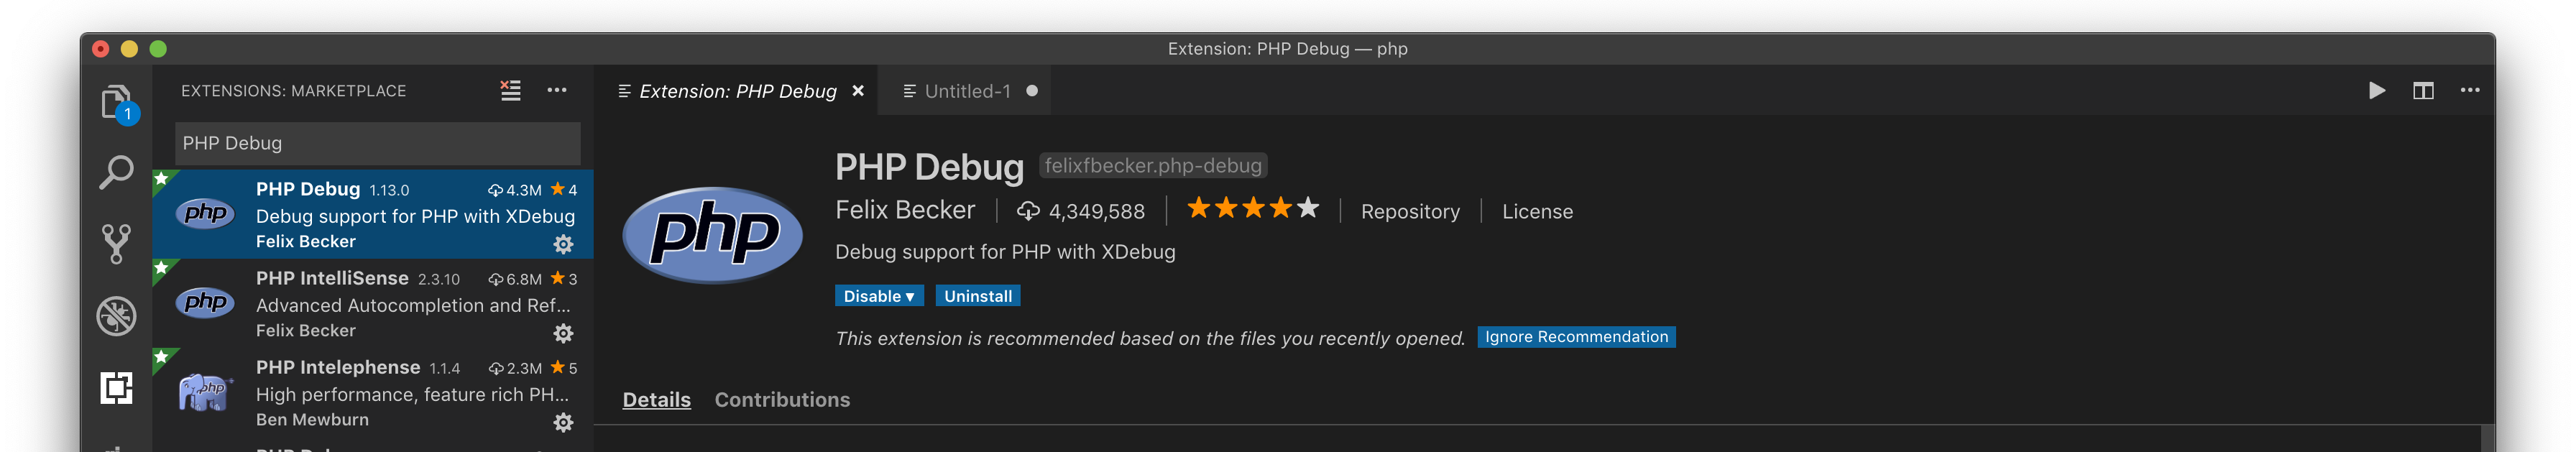 Extension: PHP Debug — php
EXTENSIONS: MARKETPLACE
1
PHP Debug
PHP Debug 1.13.0 4.3M 4
php
Debug support for PHP with XDebug
Felix Becker
PHP IntelliSense 2.3.10 6.8M 3
php
Advanced Autocompletion and Ref...
Felix Becker
PHP Intelephense 1.1.4 2.3M 5
php
High performance, feature rich PH...
Ben Mewburn
Extension: PHP Debug
Untitled-1
php
PHP Debug felixfbecker.php-debug
Felix Becker 4,349,588 Repository License
Debug support for PHP with XDebug
Disable Uninstall
This extension is recommended based on the files you recently opened. Ignore Recommendation
Details Contributions